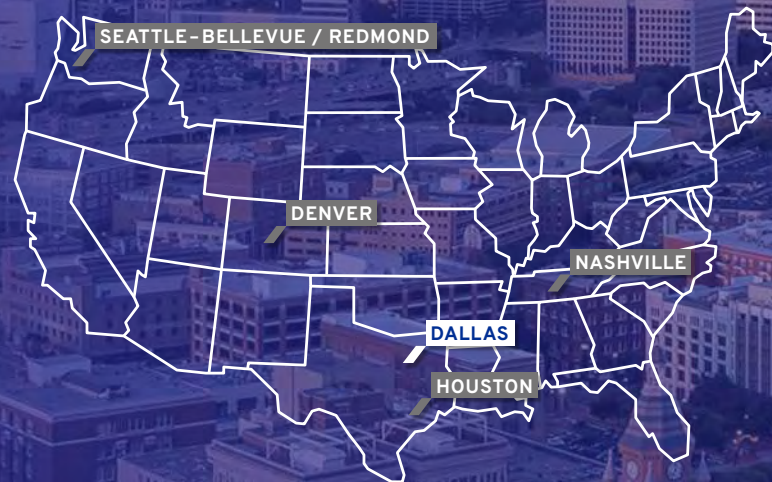 SEATTLE-BELLEVUE / REDMOND
DENVER
NASHVILLE
DALLAS
HOUSTON